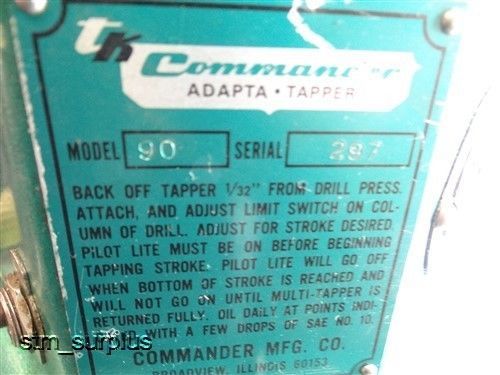 tk Commander
ADAPTA · TAPPER
MODEL 90 SERIAL 297
BACK OFF TAPPER 1/32" FROM DRILL PRESS.
ATTACH, AND ADJUST LIMIT SWITCH ON COL-
UMN OF DRILL. ADJUST FOR STROKE DESIRED.
PILOT LITE MUST BE ON BEFORE BEGINNING
TAPPING STROKE. PILOT LITE WILL GO OFF
WHEN BOTTOM OF STROKE IS REACHED AND
WILL NOT GO ON UNTIL MULTI-TAPPER IS
RETURNED FULLY. OIL DAILY AT POINTS INDI-
WITH A FEW DROPS OF SAE NO. 10.
COMMANDER MFG. CO.
BROADVIEW, ILLINOIS 60153
stm_surplus